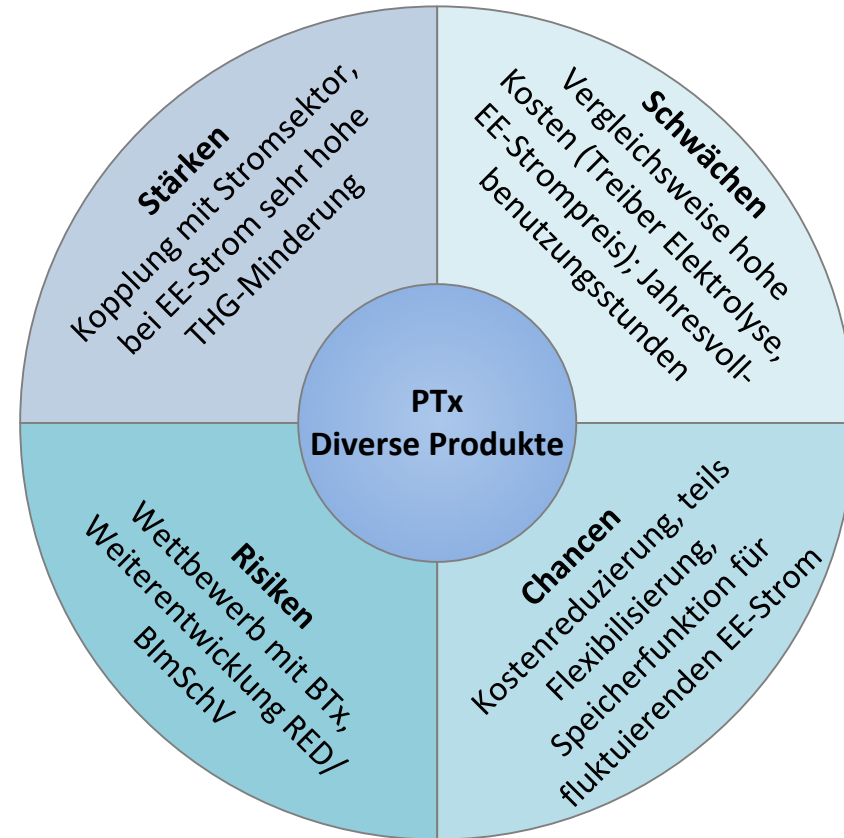 Stärken
Kopplung mit Stromsektor,
bei EE-Strom sehr hohe
THG-Minderung
Schwächen
Vergleichsweise hohe
Kosten (Treiber Elektrolyse,
EE-Strompreis); Jahresvoll-
benutzungsstunden
PTx
Diverse Produkte
Risiken
Wettbewerb mit BTx,
Weiterentwicklung RED/
BImSchV
Chancen
Kostenreduzierung, teils
Flexibilisierung,
Speicherfunktion für
fluktuierenden EE-Strom